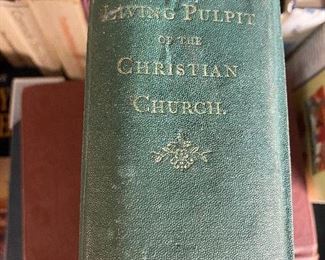 LIVING PULPIT
OF THE
CHRISTIAN
CHURCH.